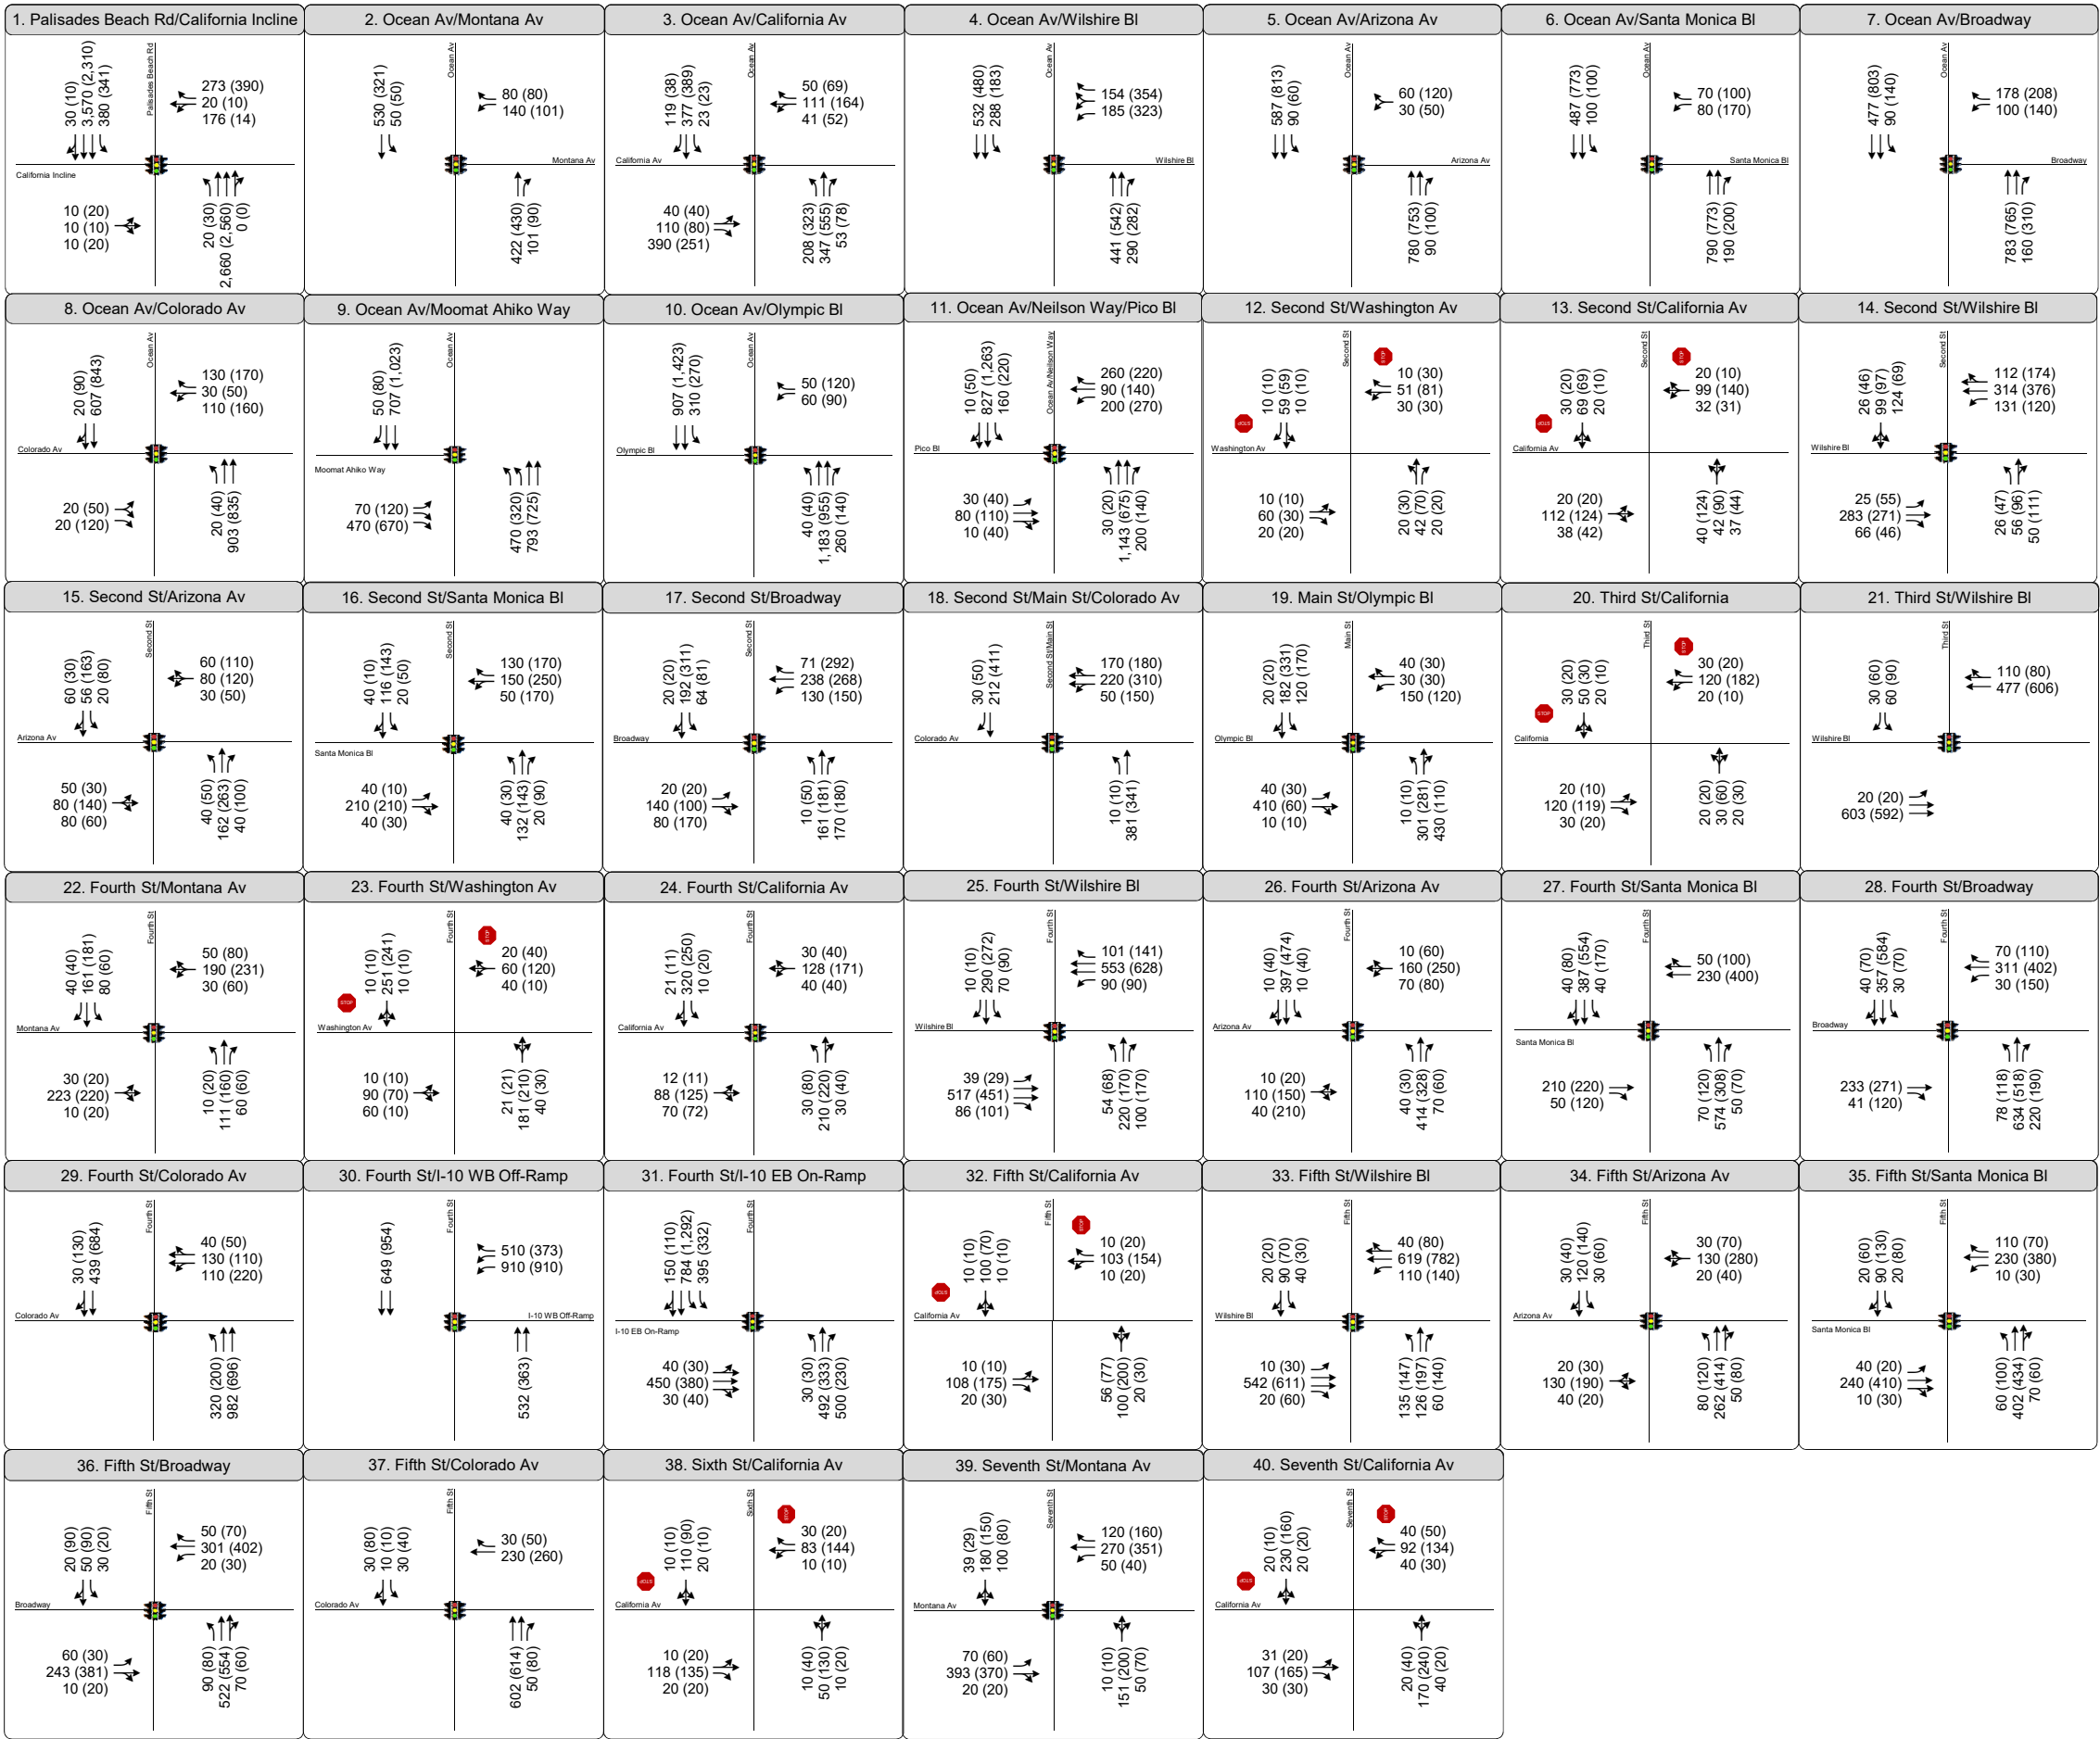 1. Palisades Beach Rd/California Incline
30 (10)
3,570 (2,310)
380 (341)
Palisades Beach Rd
273 (390)
20 (10)
176 (14)
California Incline
10 (20)
10 (10)
10 (20)
20 (30)
2,660 (2,560)
0 (0)
2. Ocean Av/Montana Av
530 (321)
50 (50)
Ocean Av
80 (80)
140 (101)
Montana Av
422 (430)
101 (90)
3. Ocean Av/California Av
119 (38)
377 (389)
23 (23)
Ocean Av
50 (69)
111 (164)
41 (52)
California Av
40 (40)
110 (80)
390 (251)
208 (323)
347 (555)
53 (78)
4. Ocean Av/Wilshire Bl
532 (480)
288 (183)
Ocean Av
154 (354)
185 (323)
Wilshire Bl
441 (542)
290 (282)
5. Ocean Av/Arizona Av
587 (813)
90 (60)
Ocean Av
60 (120)
30 (50)
Arizona Av
780 (753)
90 (100)
6. Ocean Av/Santa Monica Bl
487 (773)
100 (100)
Ocean Av
70 (100)
80 (170)
Santa Monica Bl
790 (773)
190 (200)
7. Ocean Av/Broadway
477 (803)
90 (140)
Ocean Av
178 (208)
100 (140)
Broadway
783 (765)
160 (310)
8. Ocean Av/Colorado Av
20 (90)
607 (843)
Ocean Av
130 (170)
30 (50)
110 (160)
Colorado Av
20 (50)
20 (120)
20 (40)
903 (835)
9. Ocean Av/Moomat Ahiko Way
50 (80)
707 (1,023)
Ocean Av
Moomat Ahiko Way
70 (120)
470 (670)
470 (320)
793 (725)
10. Ocean Av/Olympic Bl
907 (1,423)
310 (270)
Ocean Av
50 (120)
60 (90)
Olympic Bl
40 (40)
1,183 (955)
260 (140)
11. Ocean Av/Neilson Way/Pico Bl
10 (50)
827 (1,263)
160 (220)
Ocean Av/Neilson Way
260 (220)
90 (140)
200 (270)
Pico Bl
30 (40)
80 (110)
10 (40)
30 (20)
1,143 (675)
200 (140)
12. Second St/Washington Av
10 (10)
59 (59)
10 (10)
Second St
STOP
10 (30)
51 (81)
30 (30)
STOP
Washington Av
10 (10)
60 (30)
20 (20)
20 (30)
42 (70)
20 (20)
13. Second St/California Av
30 (20)
69 (69)
20 (10)
Second St
STOP
20 (10)
99 (140)
32 (31)
STOP
California Av
20 (20)
112 (124)
38 (42)
40 (124)
42 (90)
37 (44)
14. Second St/Wilshire Bl
26 (46)
99 (97)
124 (69)
Second St
112 (174)
314 (376)
131 (120)
Wilshire Bl
25 (55)
283 (271)
66 (46)
26 (47)
56 (96)
50 (111)
15. Second St/Arizona Av
60 (30)
56 (163)
20 (80)
Second St
60 (110)
80 (120)
30 (50)
Arizona Av
50 (30)
80 (140)
80 (60)
40 (50)
162 (263)
40 (100)
16. Second St/Santa Monica Bl
40 (10)
116 (143)
20 (50)
Second St
130 (170)
150 (250)
50 (170)
Santa Monica Bl
40 (10)
210 (210)
40 (30)
40 (30)
132 (143)
20 (90)
17. Second St/Broadway
20 (20)
192 (311)
64 (81)
Second St
71 (292)
238 (268)
130 (150)
Broadway
20 (20)
140 (100)
80 (170)
10 (50)
161 (181)
170 (180)
18. Second St/Main St/Colorado Av
30 (50)
212 (411)
Second St/Main St
170 (180)
220 (310)
50 (150)
Colorado Av
10 (10)
381 (341)
19. Main St/Olympic Bl
20 (20)
182 (331)
120 (170)
Main St
40 (30)
30 (30)
150 (120)
Olympic Bl
40 (30)
410 (60)
10 (10)
10 (10)
301 (281)
430 (110)
20. Third St/California
30 (20)
50 (30)
20 (10)
Third St
STOP
30 (20)
120 (182)
20 (10)
STOP
California
20 (10)
120 (119)
30 (20)
20 (20)
30 (60)
20 (30)
21. Third St/Wilshire Bl
30 (60)
60 (90)
Third St
110 (80)
477 (606)
Wilshire Bl
20 (20)
603 (592)
22. Fourth St/Montana Av
40 (40)
161 (181)
80 (60)
Fourth St
50 (80)
190 (231)
30 (60)
Montana Av
30 (20)
223 (220)
10 (20)
10 (20)
111 (160)
60 (60)
23. Fourth St/Washington Av
10 (10)
251 (241)
10 (10)
Fourth St
STOP
20 (40)
60 (120)
40 (10)
STOP
Washington Av
10 (10)
90 (70)
60 (10)
21 (21)
181 (210)
40 (30)
24. Fourth St/California Av
21 (11)
320 (250)
10 (20)
Fourth St
30 (40)
128 (171)
40 (40)
California Av
12 (11)
88 (125)
70 (72)
30 (80)
210 (220)
30 (40)
25. Fourth St/Wilshire Bl
10 (10)
290 (272)
70 (90)
Fourth St
101 (141)
553 (628)
90 (90)
Wilshire Bl
39 (29)
517 (451)
86 (101)
54 (68)
220 (170)
100 (170)
26. Fourth St/Arizona Av
10 (40)
397 (474)
10 (40)
Fourth St
10 (60)
160 (250)
70 (80)
Arizona Av
10 (20)
110 (150)
40 (210)
40 (30)
414 (328)
70 (60)
27. Fourth St/Santa Monica Bl
40 (80)
387 (554)
40 (170)
Fourth St
50 (100)
230 (400)
Santa Monica Bl
210 (220)
50 (120)
70 (120)
574 (308)
50 (70)
28. Fourth St/Broadway
40 (70)
357 (584)
30 (70)
Fourth St
70 (110)
311 (402)
30 (150)
Broadway
233 (271)
41 (120)
78 (118)
634 (518)
220 (190)
29. Fourth St/Colorado Av
30 (130)
439 (684)
Fourth St
40 (50)
130 (110)
110 (220)
Colorado Av
320 (200)
982 (696)
30. Fourth St/I-10 WB Off-Ramp
649 (954)
Fourth St
510 (373)
910 (910)
I-10 WB Off-Ramp
532 (363)
31. Fourth St/I-10 EB On-Ramp
150 (110)
784 (1,292)
395 (332)
Fourth St
I-10 EB On-Ramp
40 (30)
450 (380)
30 (40)
30 (30)
492 (333)
500 (230)
32. Fifth St/California Av
10 (10)
100 (70)
10 (10)
Fifth St
STOP
10 (20)
103 (154)
10 (20)
STOP
California Av
10 (10)
108 (175)
20 (30)
56 (77)
100 (200)
20 (30)
33. Fifth St/Wilshire Bl
20 (20)
90 (70)
40 (30)
Fifth St
40 (80)
619 (782)
110 (140)
Wilshire Bl
10 (30)
542 (611)
20 (60)
135 (147)
126 (197)
60 (140)
34. Fifth St/Arizona Av
30 (40)
120 (140)
30 (60)
Fifth St
30 (70)
130 (280)
20 (40)
Arizona Av
20 (30)
130 (190)
40 (20)
80 (120)
262 (414)
50 (80)
35. Fifth St/Santa Monica Bl
20 (60)
90 (130)
20 (80)
Fifth St
110 (70)
230 (380)
10 (30)
Santa Monica Bl
40 (20)
240 (410)
10 (30)
60 (100)
402 (434)
70 (60)
36. Fifth St/Broadway
20 (90)
50 (90)
30 (20)
Fifth St
50 (70)
301 (402)
20 (30)
Broadway
60 (30)
243 (381)
10 (20)
90 (80)
522 (554)
70 (60)
37. Fifth St/Colorado Av
30 (80)
10 (10)
30 (40)
Fifth St
30 (50)
230 (260)
Colorado Av
602 (614)
50 (80)
38. Sixth St/California Av
10 (10)
110 (90)
20 (10)
Sixth St
STOP
30 (20)
83 (144)
10 (10)
STOP
California Av
10 (20)
118 (135)
20 (20)
10 (40)
50 (130)
10 (20)
39. Seventh St/Montana Av
39 (29)
180 (150)
100 (80)
Seventh St
120 (160)
270 (351)
50 (40)
Montana Av
70 (60)
393 (370)
20 (20)
10 (10)
151 (200)
50 (70)
40. Seventh St/California Av
20 (10)
230 (160)
20 (20)
Seventh St
STOP
40 (50)
92 (134)
40 (30)
STOP
California Av
31 (20)
107 (165)
30 (30)
20 (40)
170 (240)
40 (20)